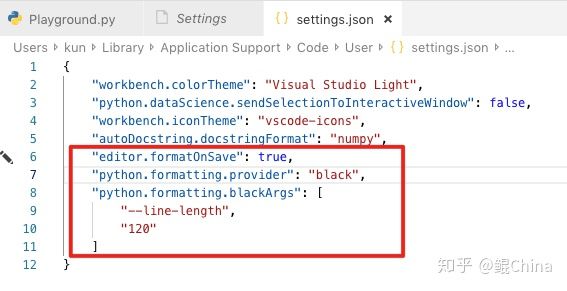 Playground.py
Settings
settings.json ×
Users › kun › Library › Application Support › Code › User › {} settings.json › ...
1 {
2 "workbench.colorTheme": "Visual Studio Light",
3 "python.dataScience.sendSelectionToInteractiveWindow": false,
4 "workbench.iconTheme": "vscode-icons",
5 "autoDocstring.docstringFormat": "numpy",
6 "editor.formatOnSave": true,
7 "python.formatting.provider": "black",
8 "python.formatting.blackArgs": [
9 "--line-length",
10 "120"
11 ]
12 }
知乎 @鲲China